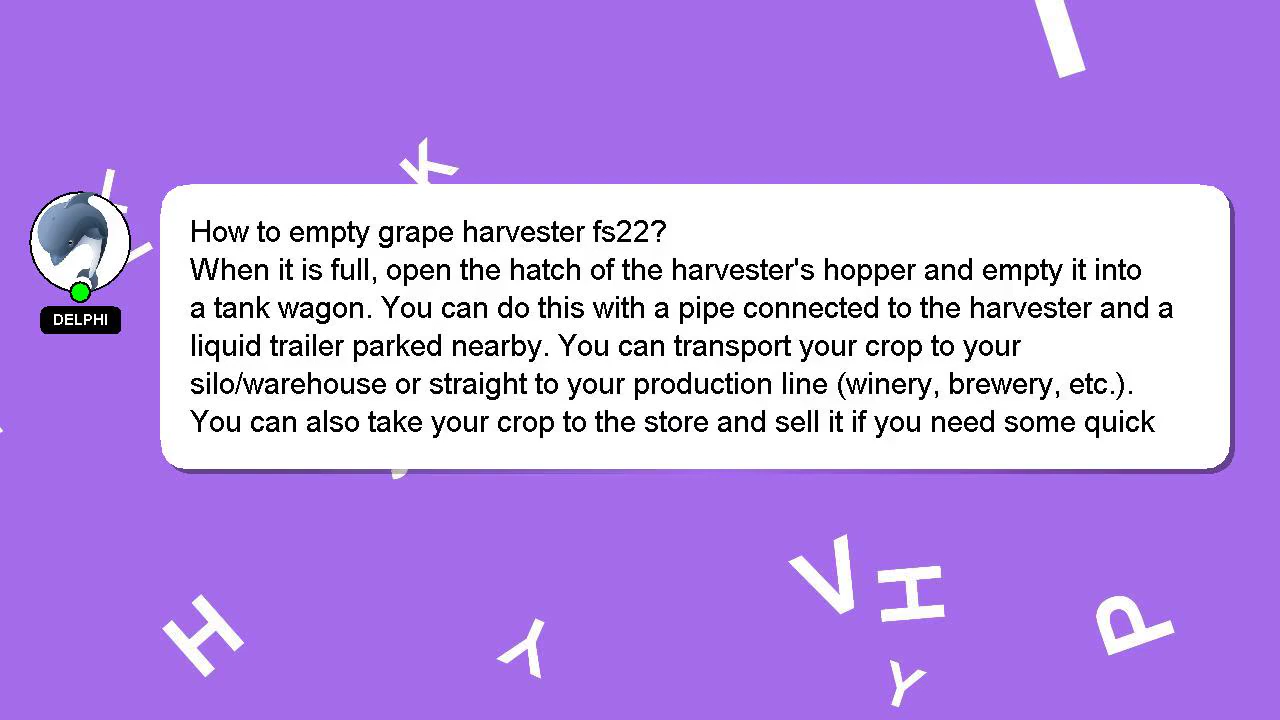 How to empty grape harvester fs22?
When it is full, open the hatch of the harvester's hopper and empty it into
a tank wagon. You can do this with a pipe connected to the harvester and a
liquid trailer parked nearby. You can transport your crop to your
silo/warehouse or straight to your production line (winery, brewery, etc.).
You can also take your crop to the store and sell it if you need some quick
DELPHI
I
K
V
H
H
Y
Y
P